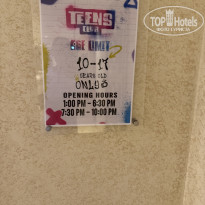 TOP Hotels
TEENS
CLUB
AGE LIMIT
10-17
YEARS OLD
ONLY
OPENING HOURS
1:00 PM - 6:30 PM
7:30 PM - 10:00 PM